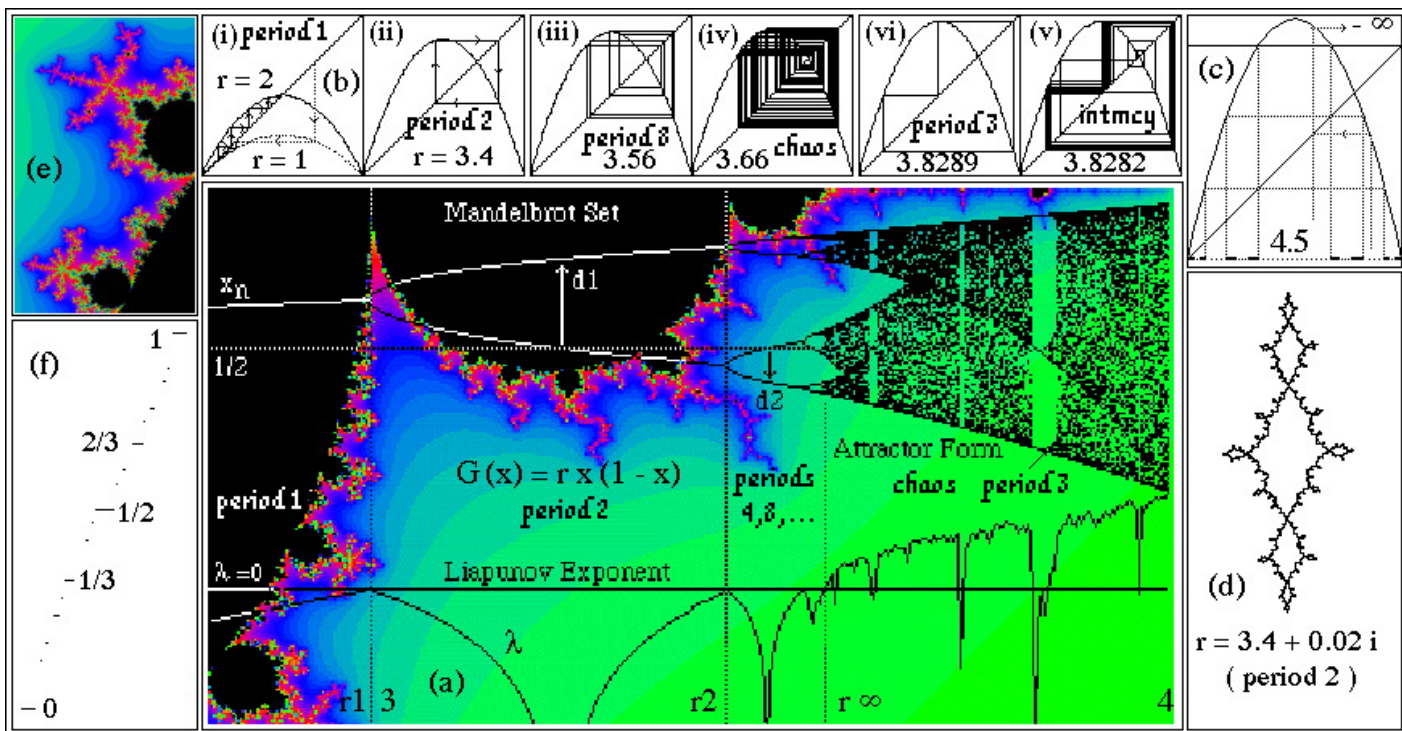 (e)
(i) period 1
r = 2
(b)
r = 1
(ii)
period 2
r = 3.4
(iii)
period 8
3.56
(iv)
3.66 chaos
(vi)
period 3
3.8289
(v)
intmcy
3.8282
(c)
- ∞
4.5
Mandelbrot Set
xn
d1
1/2
d2
Attractor Form
G (x) = r x (1 - x)
period 1
period 2
periods
4,8,...
chaos
period 3
λ =0
Liapunov Exponent
λ
(a)
r1 3
r2
r ∞
4
(f)
1
2/3
1/2
1/3
0
(d)
r = 3.4 + 0.02 i
( period 2 )